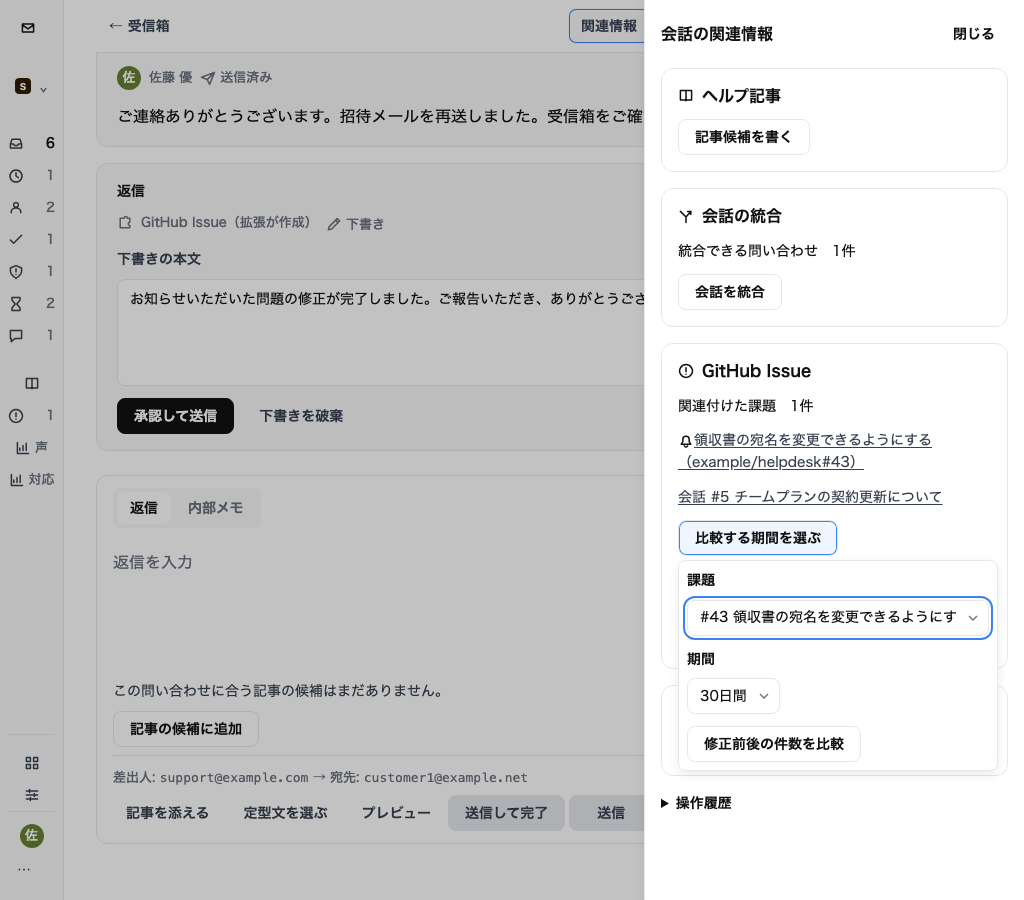 S
6
1
2
1
1
2
1
1
声
対応
佐
…
← 受信箱
関連情報
佐 佐藤 優 送信済み
ご連絡ありがとうございます。招待メールを再送しました。受信箱をご確
返信
GitHub Issue（拡張が作成） 下書き
下書きの本文
お知らせいただいた問題の修正が完了しました。ご報告いただき、ありがとうござ
承認して送信 下書きを破棄
返信 内部メモ
返信を入力
この問い合わせに合う記事の候補はまだありません。
記事の候補に追加
差出人: support@example.com → 宛先: customer1@example.net
記事を添える 定型文を選ぶ プレビュー 送信して完了 送信
会話の関連情報 閉じる
ヘルプ記事
記事候補を書く
会話の統合
統合できる問い合わせ 1件
会話を統合
GitHub Issue
関連付けた課題 1件
領収書の宛名を変更できるようにする
（example/helpdesk#43）
会話 #5 チームプランの契約更新について
比較する期間を選ぶ
課題
#43 領収書の宛名を変更できるようにす
期間
30日間
修正前後の件数を比較
▶ 操作履歴